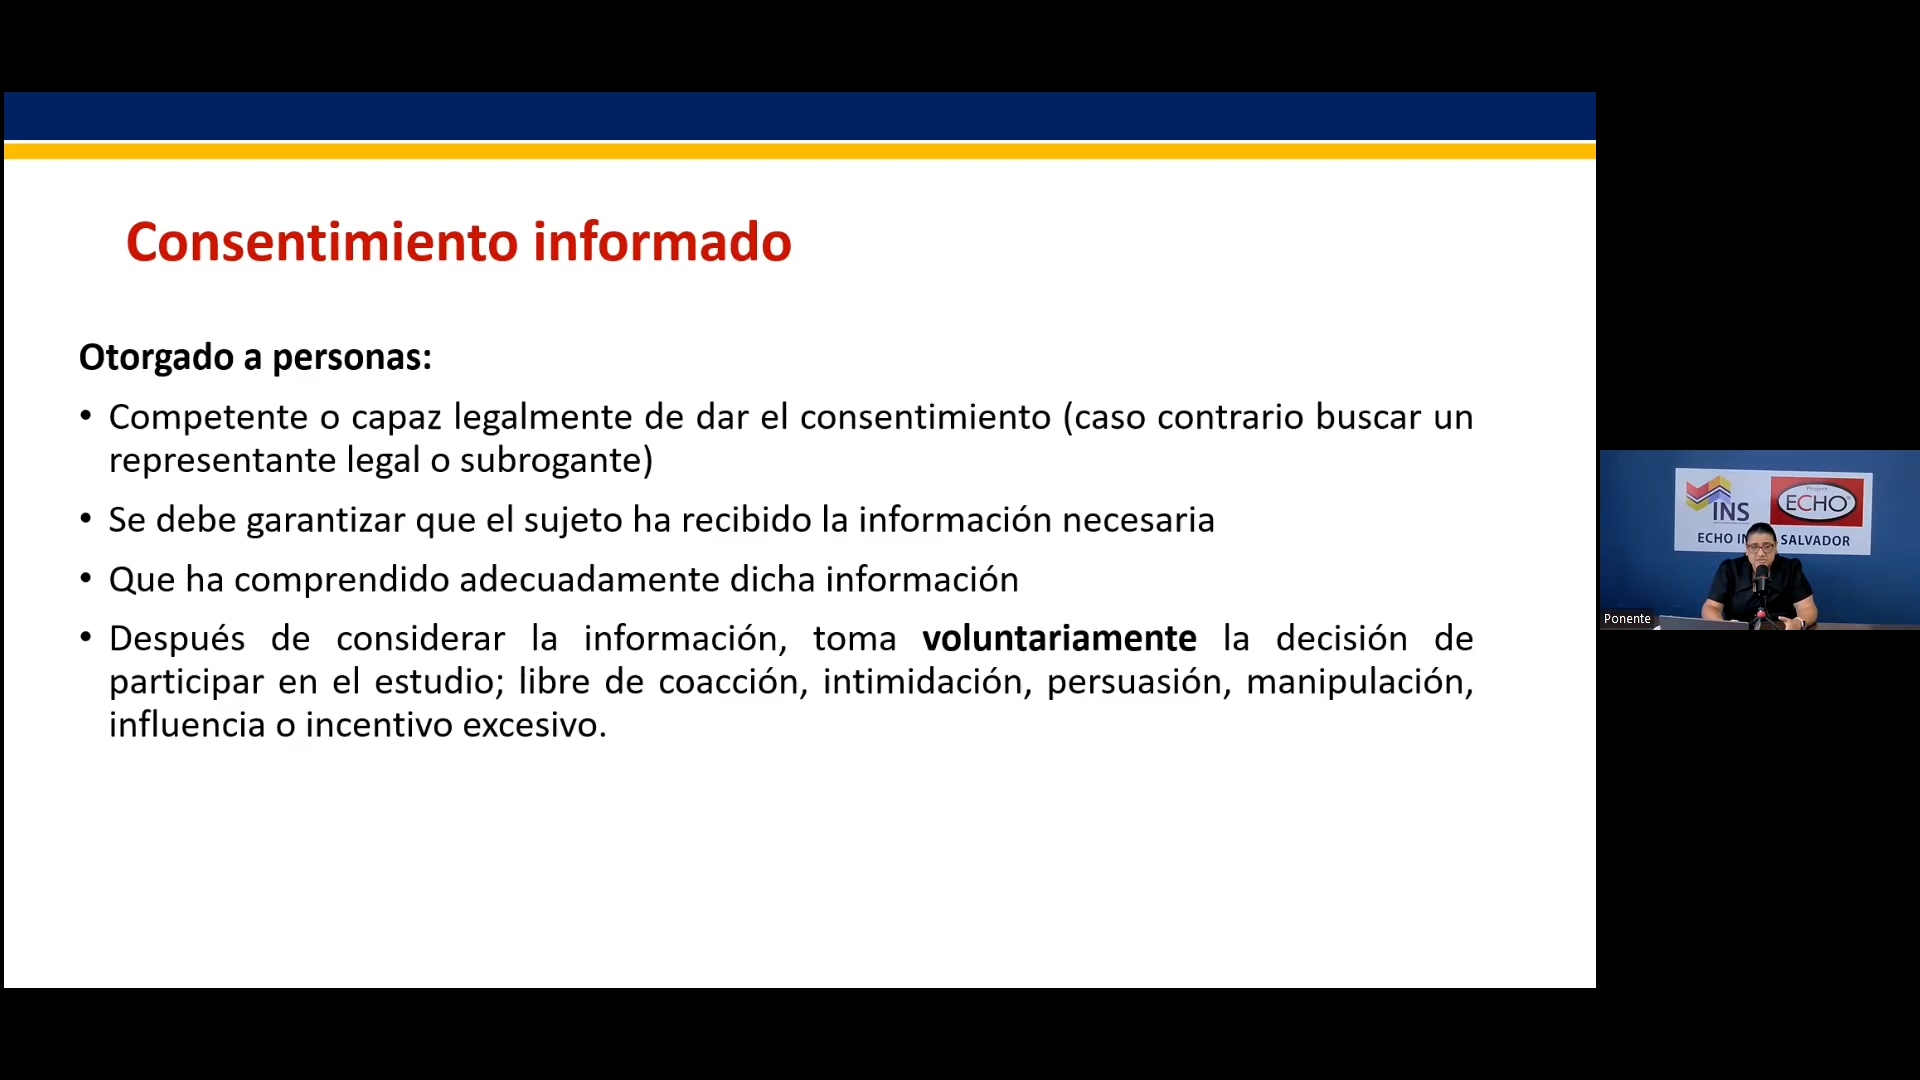 Consentimiento informado
Otorgado a personas:
• Competente o capaz legalmente de dar el consentimiento (caso contrario buscar un
representante legal o subrogante)
• Se debe garantizar que el sujeto ha recibido la información necesaria
• Que ha comprendido adecuadamente dicha información
• Después de considerar la información, toma voluntariamente la decisión de
participar en el estudio; libre de coacción, intimidación, persuasión, manipulación,
influencia o incentivo excesivo.
INS
Project
ECHO®
ECHO IN SALVADOR
Ponente